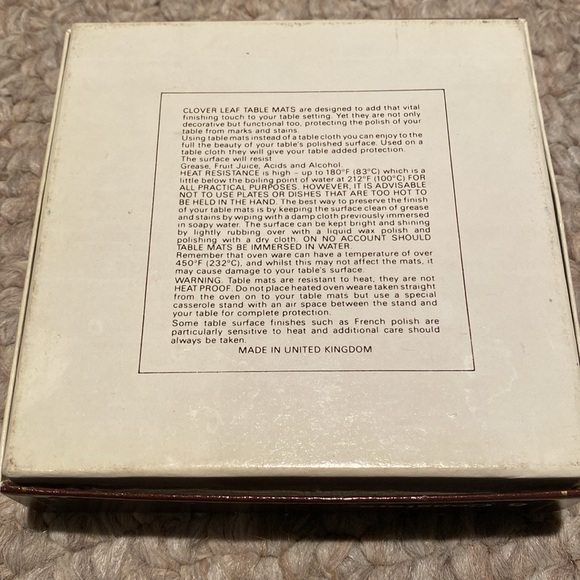 CLOVER LEAF TABLE MATS are designed to add that vital
finishing touch to your table setting. Yet they are not only
decorative but functional too, protecting the polish of your
table from marks and stains.
Using table mats instead of a table cloth you can enjoy to the
full the beauty of your table's polished surface. Used on a
table cloth they will give your table added protection.
The surface will resist
Grease, Fruit Juice, Acids and Alcohol.
HEAT RESISTANCE is high – up to 180°F (83°C) which is a
little below the boiling point of water at 212°F (100°C) FOR
ALL PRACTICAL PURPOSES. HOWEVER, IT IS ADVISABLE
NOT TO USE PLATES OR DISHES THAT ARE TOO HOT TO
BE HELD IN THE HAND. The best way to preserve the finish
of your table mats is by keeping the surface clean of grease
and stains by wiping with a damp cloth previously immersed
in soapy water. The surface can be kept bright and shining
by lightly rubbing over with a liquid wax polish and
polishing with a dry cloth. ON NO ACCOUNT SHOULD
TABLE MATS BE IMMERSED IN WATER.
Remember that oven ware can have a temperature of over
450°F (232°C), and whilst this may not affect the mats, it
may cause damage to your table's surface.
WARNING. Table mats are resistant to heat, they are not
HEAT PROOF. Do not place heated oven weare taken straight
from the oven on to your table mats but use a special
casserole stand with an air space between the stand and
your table for complete protection.
Some table surface finishes such as French polish are
particularly sensitive to heat and additional care should
always be taken.
MADE IN UNITED KINGDOM